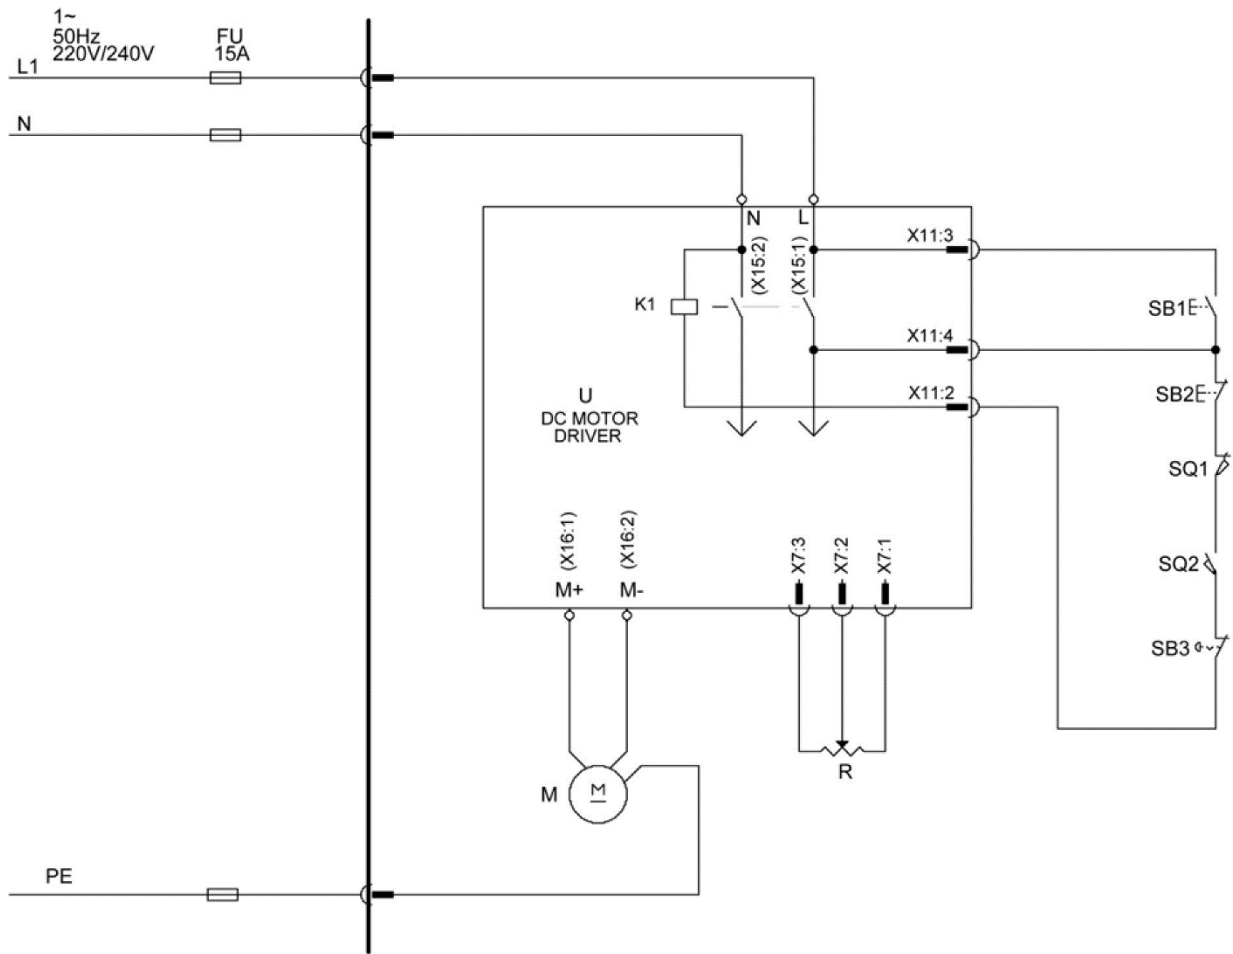 1~
50Hz
220V/240V
FU
15A
L1
N
N
L
(X15:2)
(X15:1)
X11:3
K1
SB1
X11:4
U
DC MOTOR
DRIVER
X11:2
SB2
SQ1
(X16:1)
(X16:2)
X7:3
X7:2
X7:1
SQ2
M+
M-
SB3
R
M
M
PE